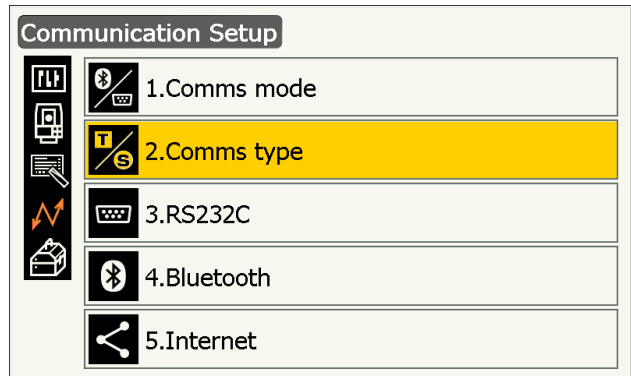 Communication Setup
1.Comms mode
T
S
2.Comms type
3.RS232C
4.Bluetooth
5.Internet